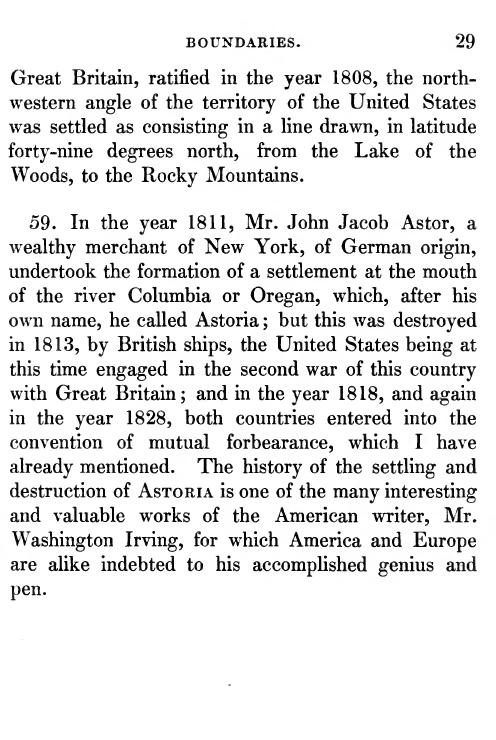 BOUNDARIES. 29
Great Britain, ratified in the year 1808, the north-
western angle of the territory of the United States
was settled as consisting in a line drawn, in latitude
forty-nine degrees north, from the Lake of the
Woods, to the Rocky Mountains.
59. In the year 1811, Mr. John Jacob Astor, a
wealthy merchant of New York, of German origin,
undertook the formation of a settlement at the mouth
of the river Columbia or Oregan, which, after his
own name, he called Astoria; but this was destroyed
in 1813, by British ships, the United States being at
this time engaged in the second war of this country
with Great Britain; and in the year 1818, and again
in the year 1828, both countries entered into the
convention of mutual forbearance, which I have
already mentioned. The history of the settling and
destruction of ASTORIA is one of the many interesting
and valuable works of the American writer, Mr.
Washington Irving, for which America and Europe
are alike indebted to his accomplished genius and
pen.